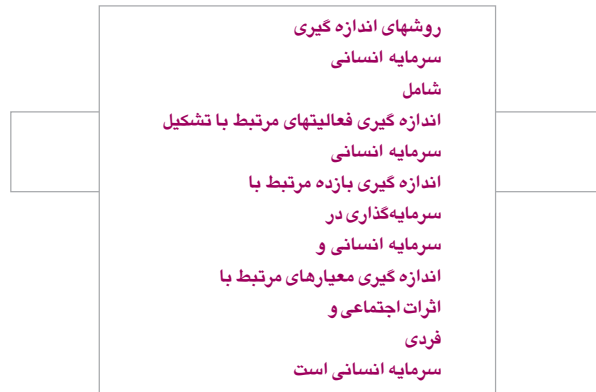 روشهای اندازه گیری
سرمایه انسانی
شامل
اندازه گیری فعالیتهای مرتبط با تشکیل
سرمایه انسانی
اندازه گیری بازده مرتبط با
سرمایه‌گذاری در
سرمایه انسانی و
اندازه گیری معیارهای مرتبط با
اثرات اجتماعی و
فردی
سرمایه انسانی است